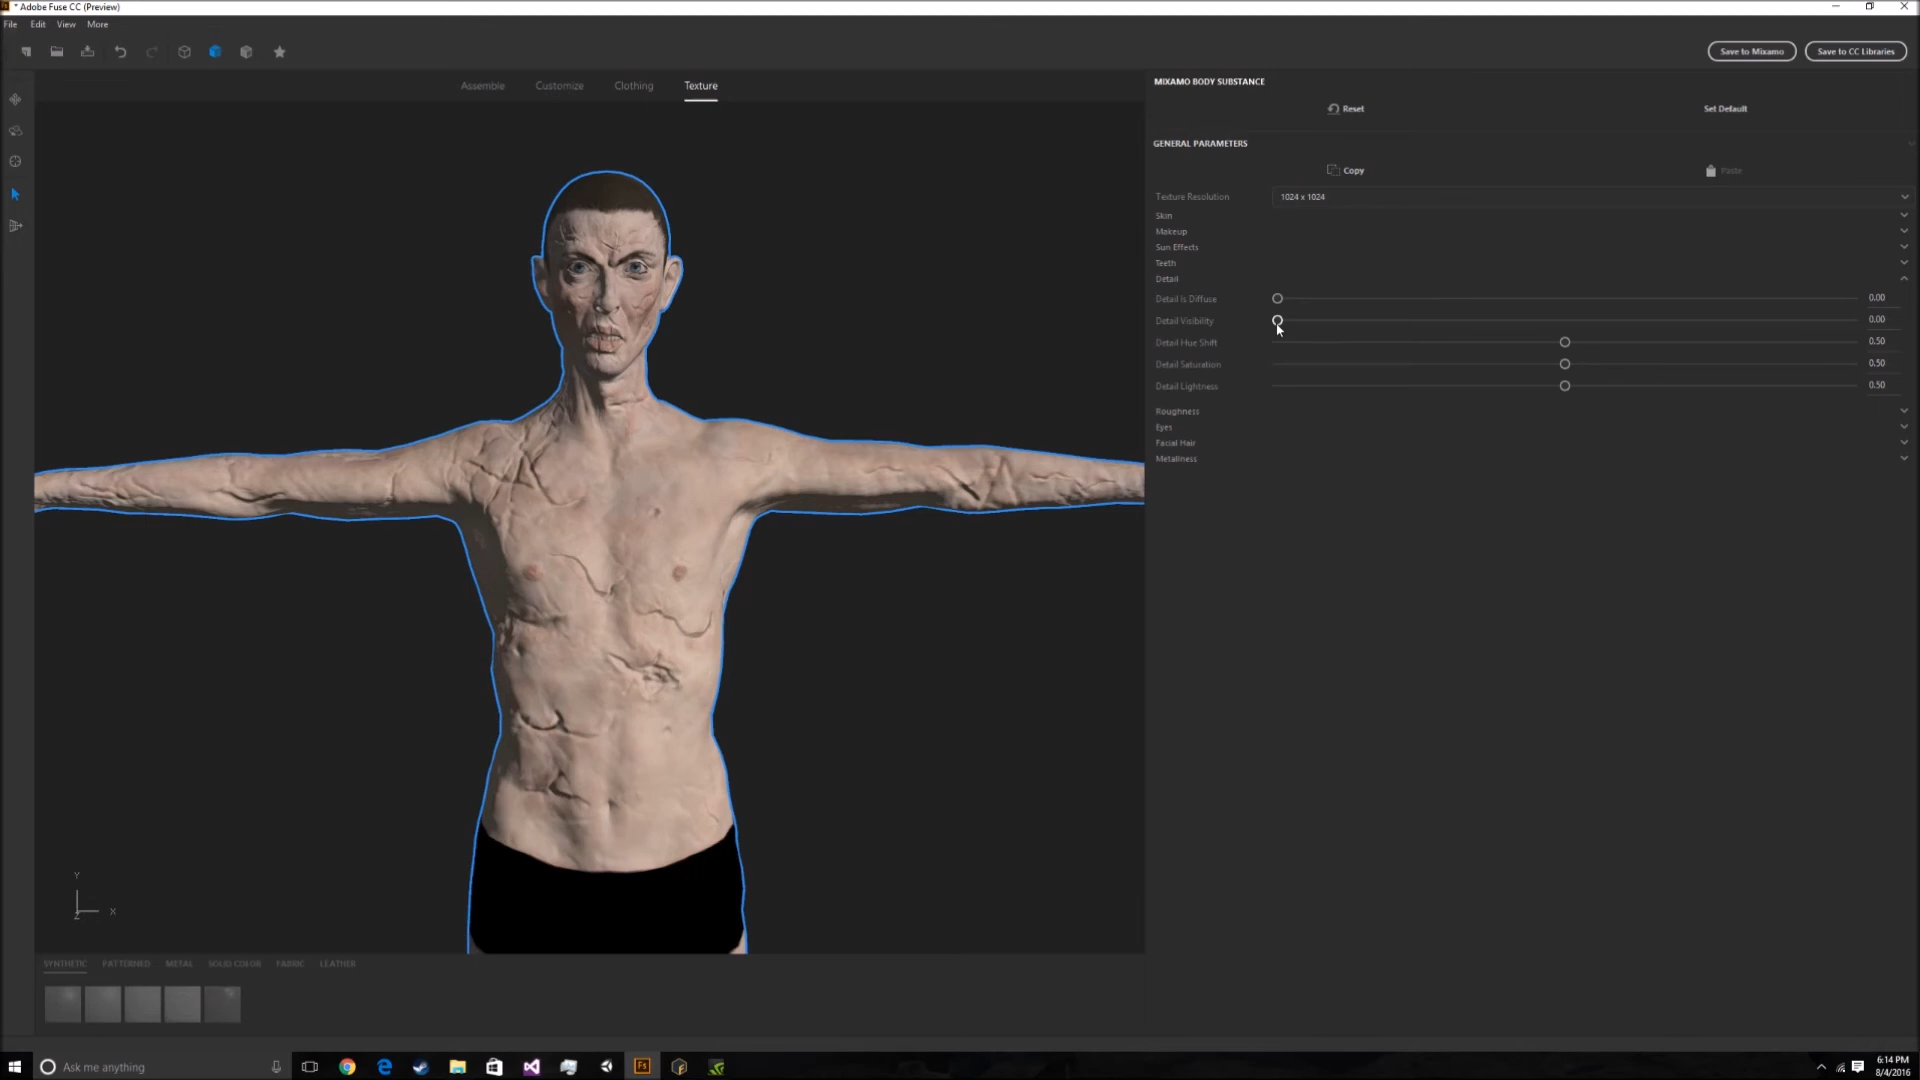 * Adobe Fuse CC (Preview)
File Edit View More
Save to Mixamo Save to CC Libraries
Assemble Customize Clothing Texture
MIXAMO BODY SUBSTANCE
Reset Set Default
GENERAL PARAMETERS
Copy Paste
Texture Resolution 1024 x 1024
Skin
Makeup
Sun Effects
Teeth
Detail
Detail Is Diffuse 0.00
Detail Visibility 0.00
Detail Hue Shift 0.50
Detail Saturation 0.50
Detail Lightness 0.50
Roughness
Eyes
Facial Hair
Metallness
Y
X
Z
SYNTHETIC PATTERNED METAL SOLID COLOR FABRIC LEATHER
Ask me anything
Fs
6:14 PM
8/4/2016